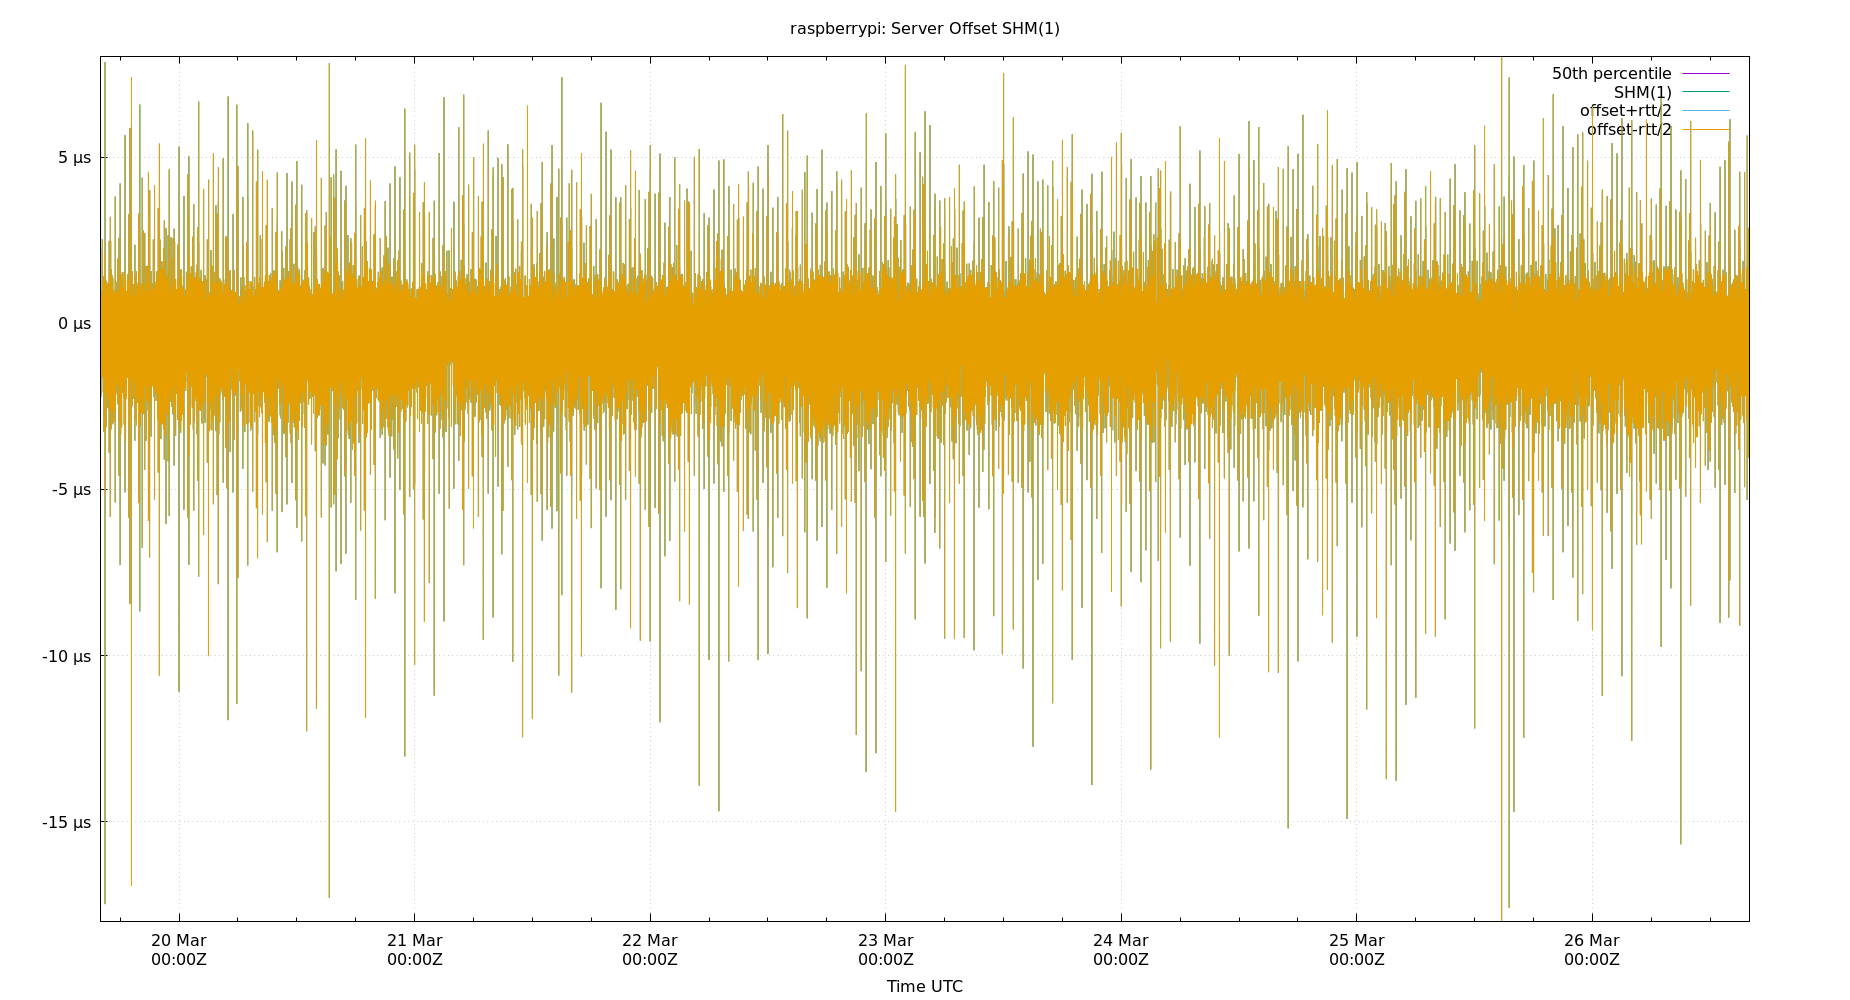 raspberrypi: Server Offset SHM(1)
50th percentile
SHM(1)
offset+rtt/2
offset-rtt/2
5 µs
0 µs
-5 µs
-10 µs
-15 µs
20 Mar 21 Mar 22 Mar 23 Mar 24 Mar 25 Mar 26 Mar
00:00Z 00:00Z 00:00Z 00:00Z 00:00Z 00:00Z 00:00Z
Time UTC